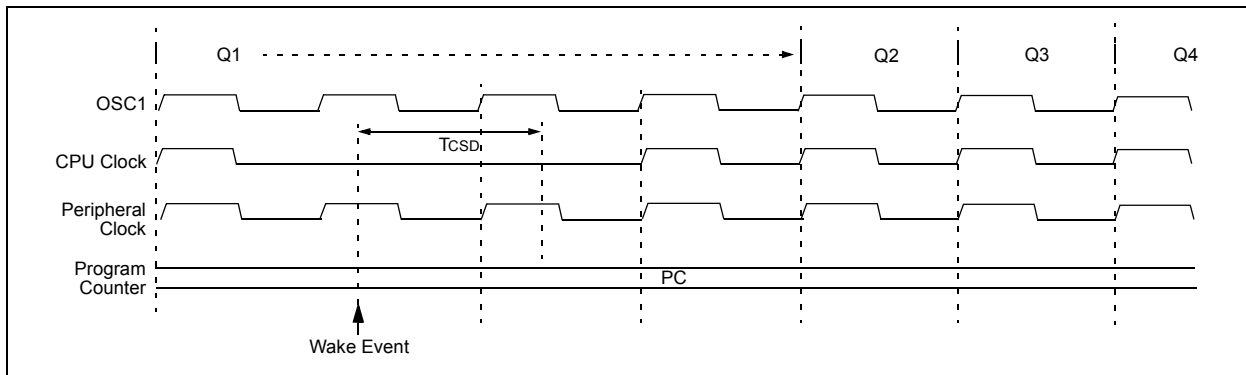 Q1 Q2 Q3 Q4
OSC1
TCSD
CPU Clock
Peripheral
Clock
Program
Counter
PC
Wake Event